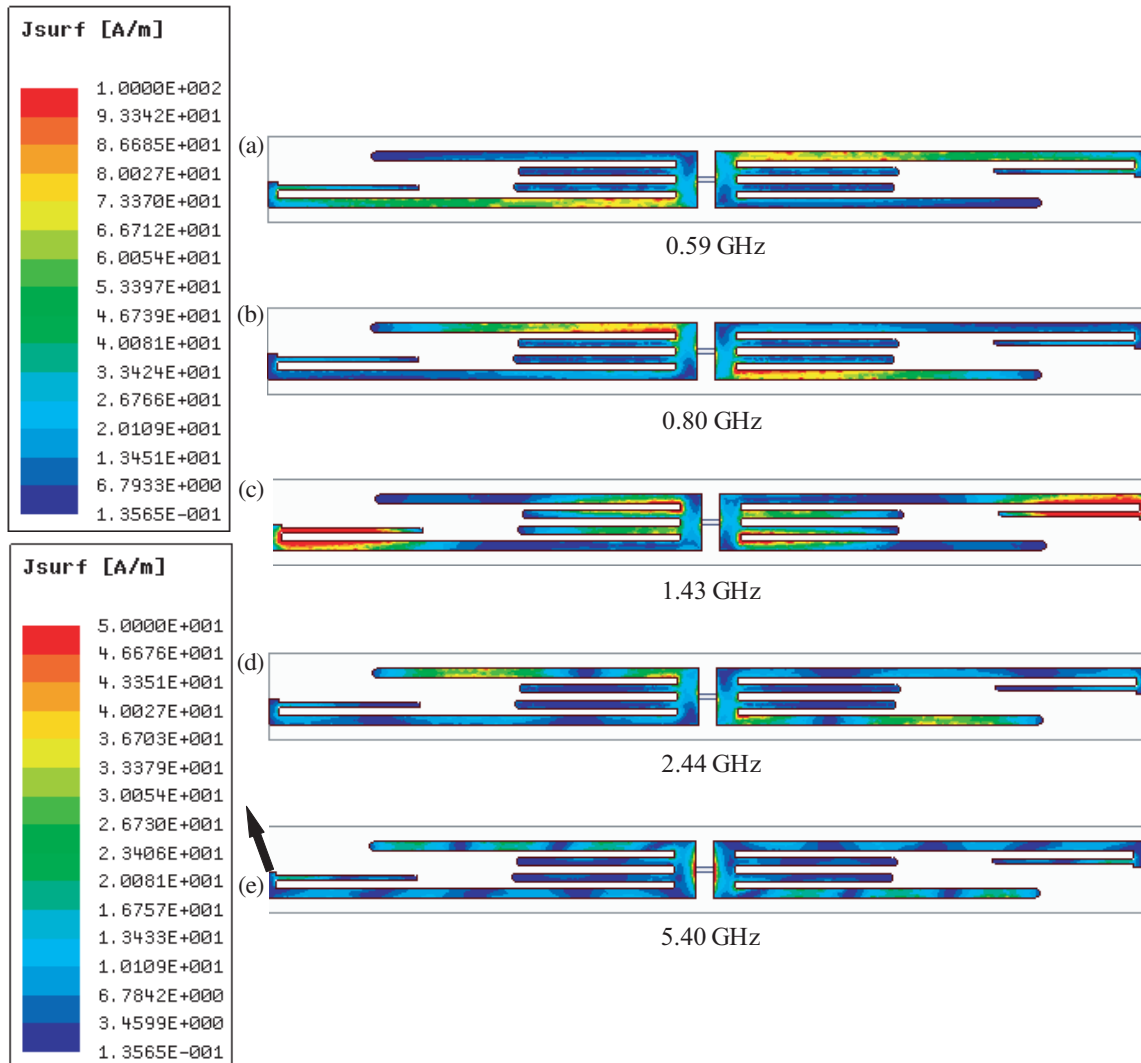 Jsurf [A/m]
1.0000E+002
9.3342E+001
8.6685E+001
8.0027E+001
7.3370E+001
6.6712E+001
6.0054E+001
5.3397E+001
4.6739E+001
4.0081E+001
3.3424E+001
2.6766E+001
2.0109E+001
1.3451E+001
6.7933E+000
1.3565E-001
Jsurf [A/m]
5.0000E+001
4.6676E+001
4.3351E+001
4.0027E+001
3.6703E+001
3.3379E+001
3.0054E+001
2.6730E+001
2.3406E+001
2.0081E+001
1.6757E+001
1.3433E+001
1.0109E+001
6.7842E+000
3.4599E+000
1.3565E-001
(a)
0.59 GHz
(b)
0.80 GHz
(c)
1.43 GHz
(d)
2.44 GHz
(e)
5.40 GHz